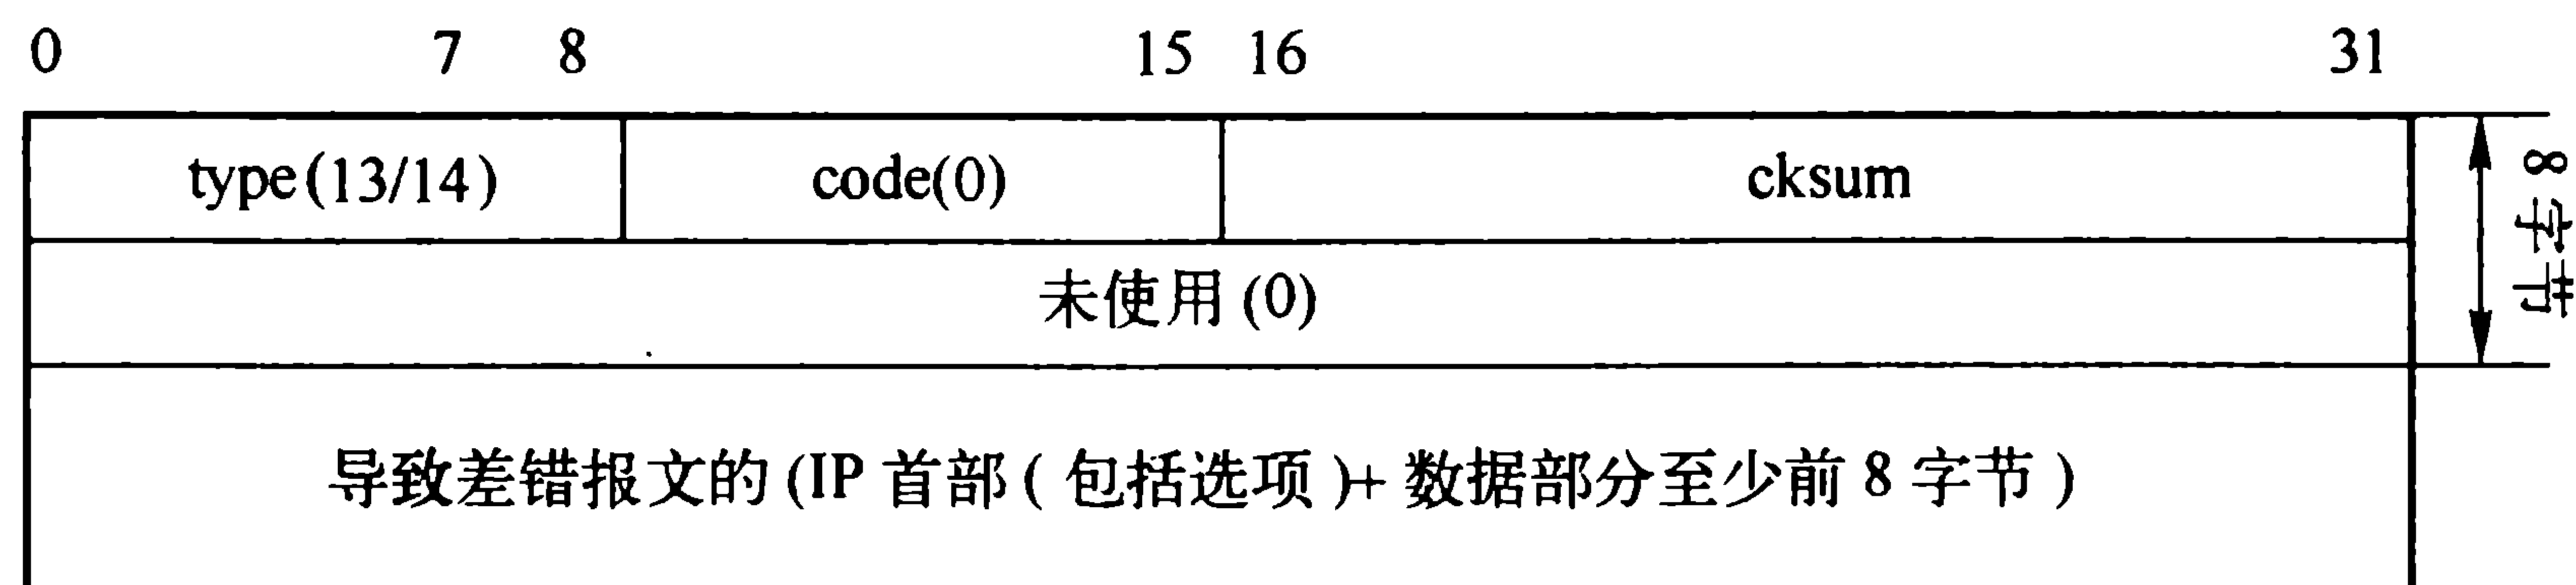 0 7 8 15 16 31
type(13/14) code(0) cksum
8字节
未使用(0)
导致差错报文的(IP首部(包括选项)+数据部分至少前8字节)